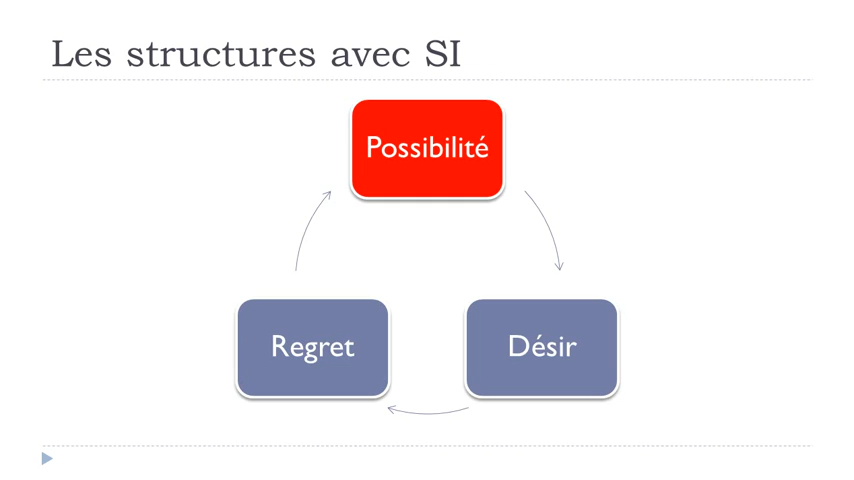 Les structures avec SI
Possibilité
Regret
Désir